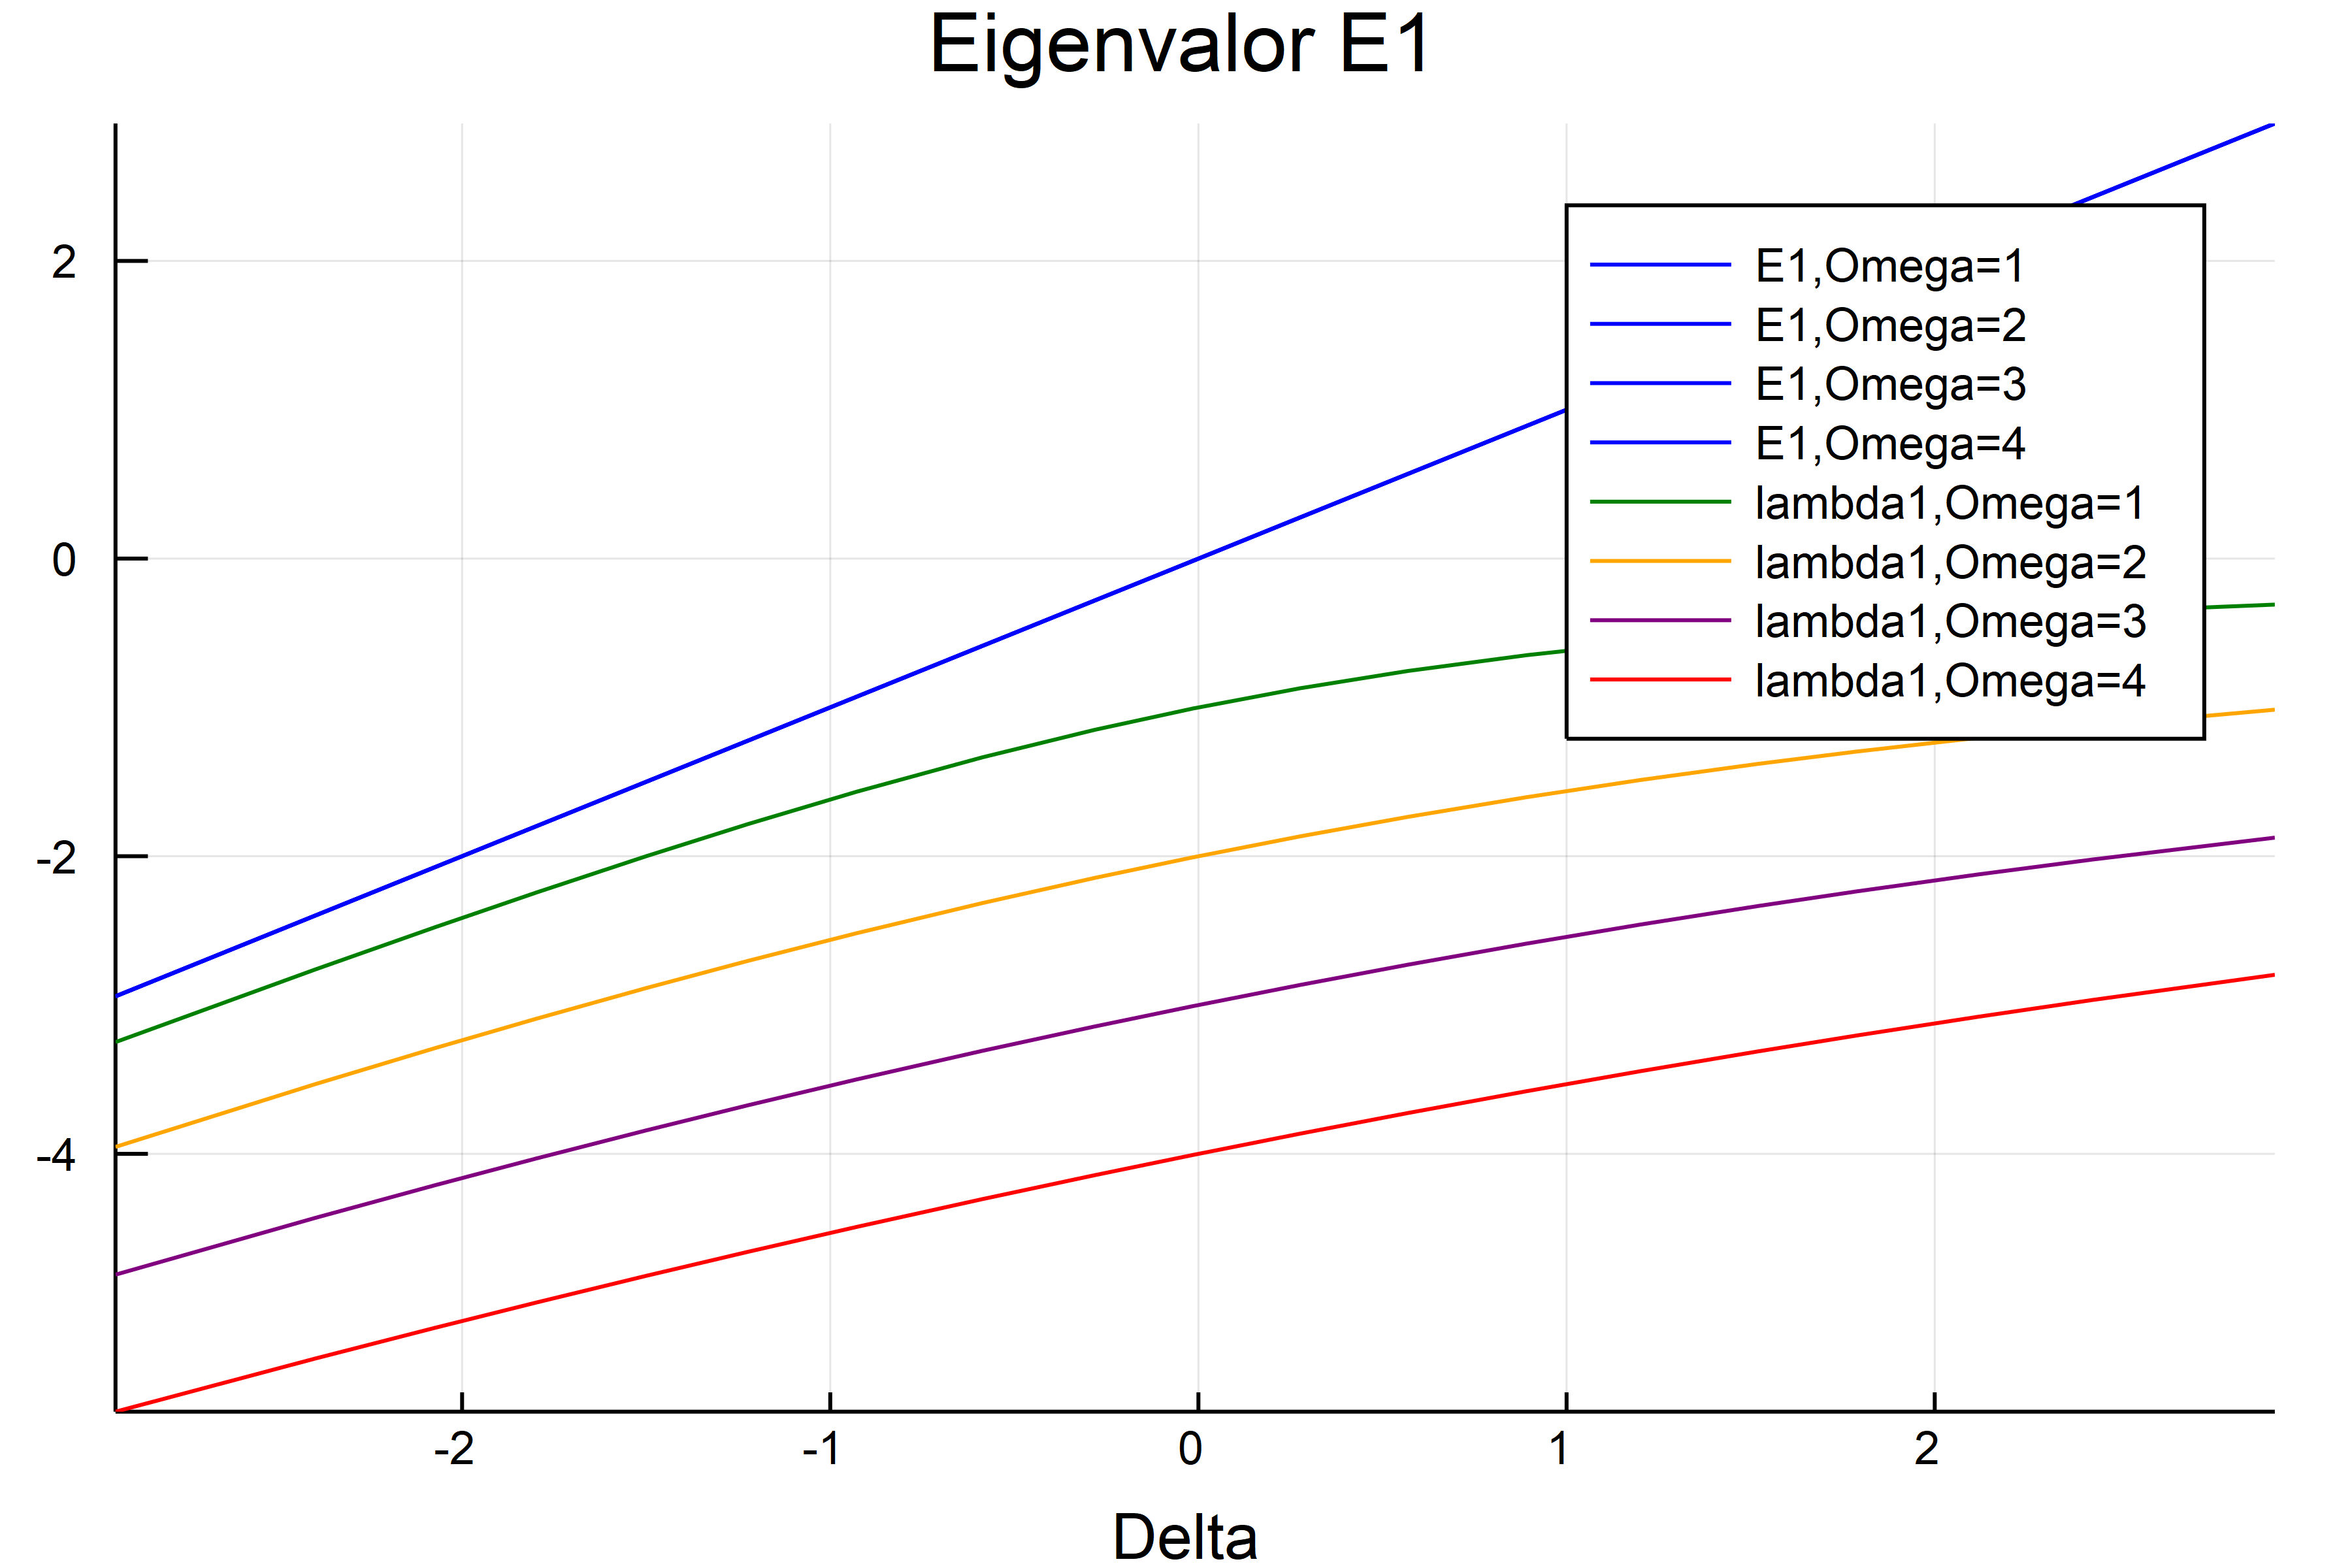 Eigenvalor E1
2
0
-2
-4
E1,Omega=1
E1,Omega=2
E1,Omega=3
E1,Omega=4
lambda1,Omega=1
lambda1,Omega=2
lambda1,Omega=3
lambda1,Omega=4
-2 -1 0 1 2
Delta